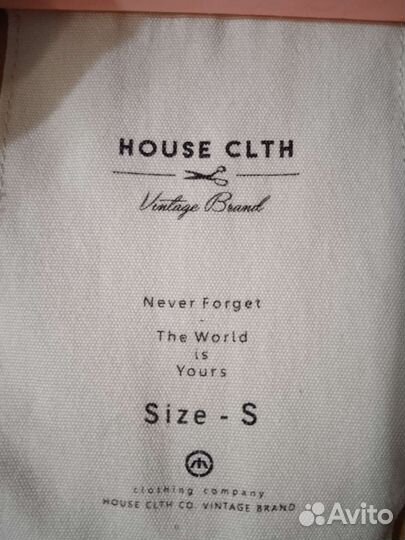 HOUSE CLTH
Vintage Brand
Never Forget
-
The World
is
Yours
Size - S
clothing company
HOUSE CLTH CO. VINTAGE BRAND
Avito